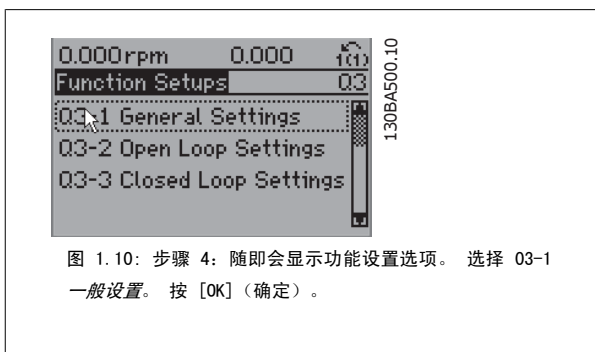 0.000rpm 0.000 1(1)
Function Setups Q3
Q3-1 General Settings
Q3-2 Open Loop Settings
Q3-3 Closed Loop Settings
130BA500.10
图 1.10: 步骤 4：随即会显示功能设置选项。 选择 03-1
一般设置。 按 [OK]（确定）。